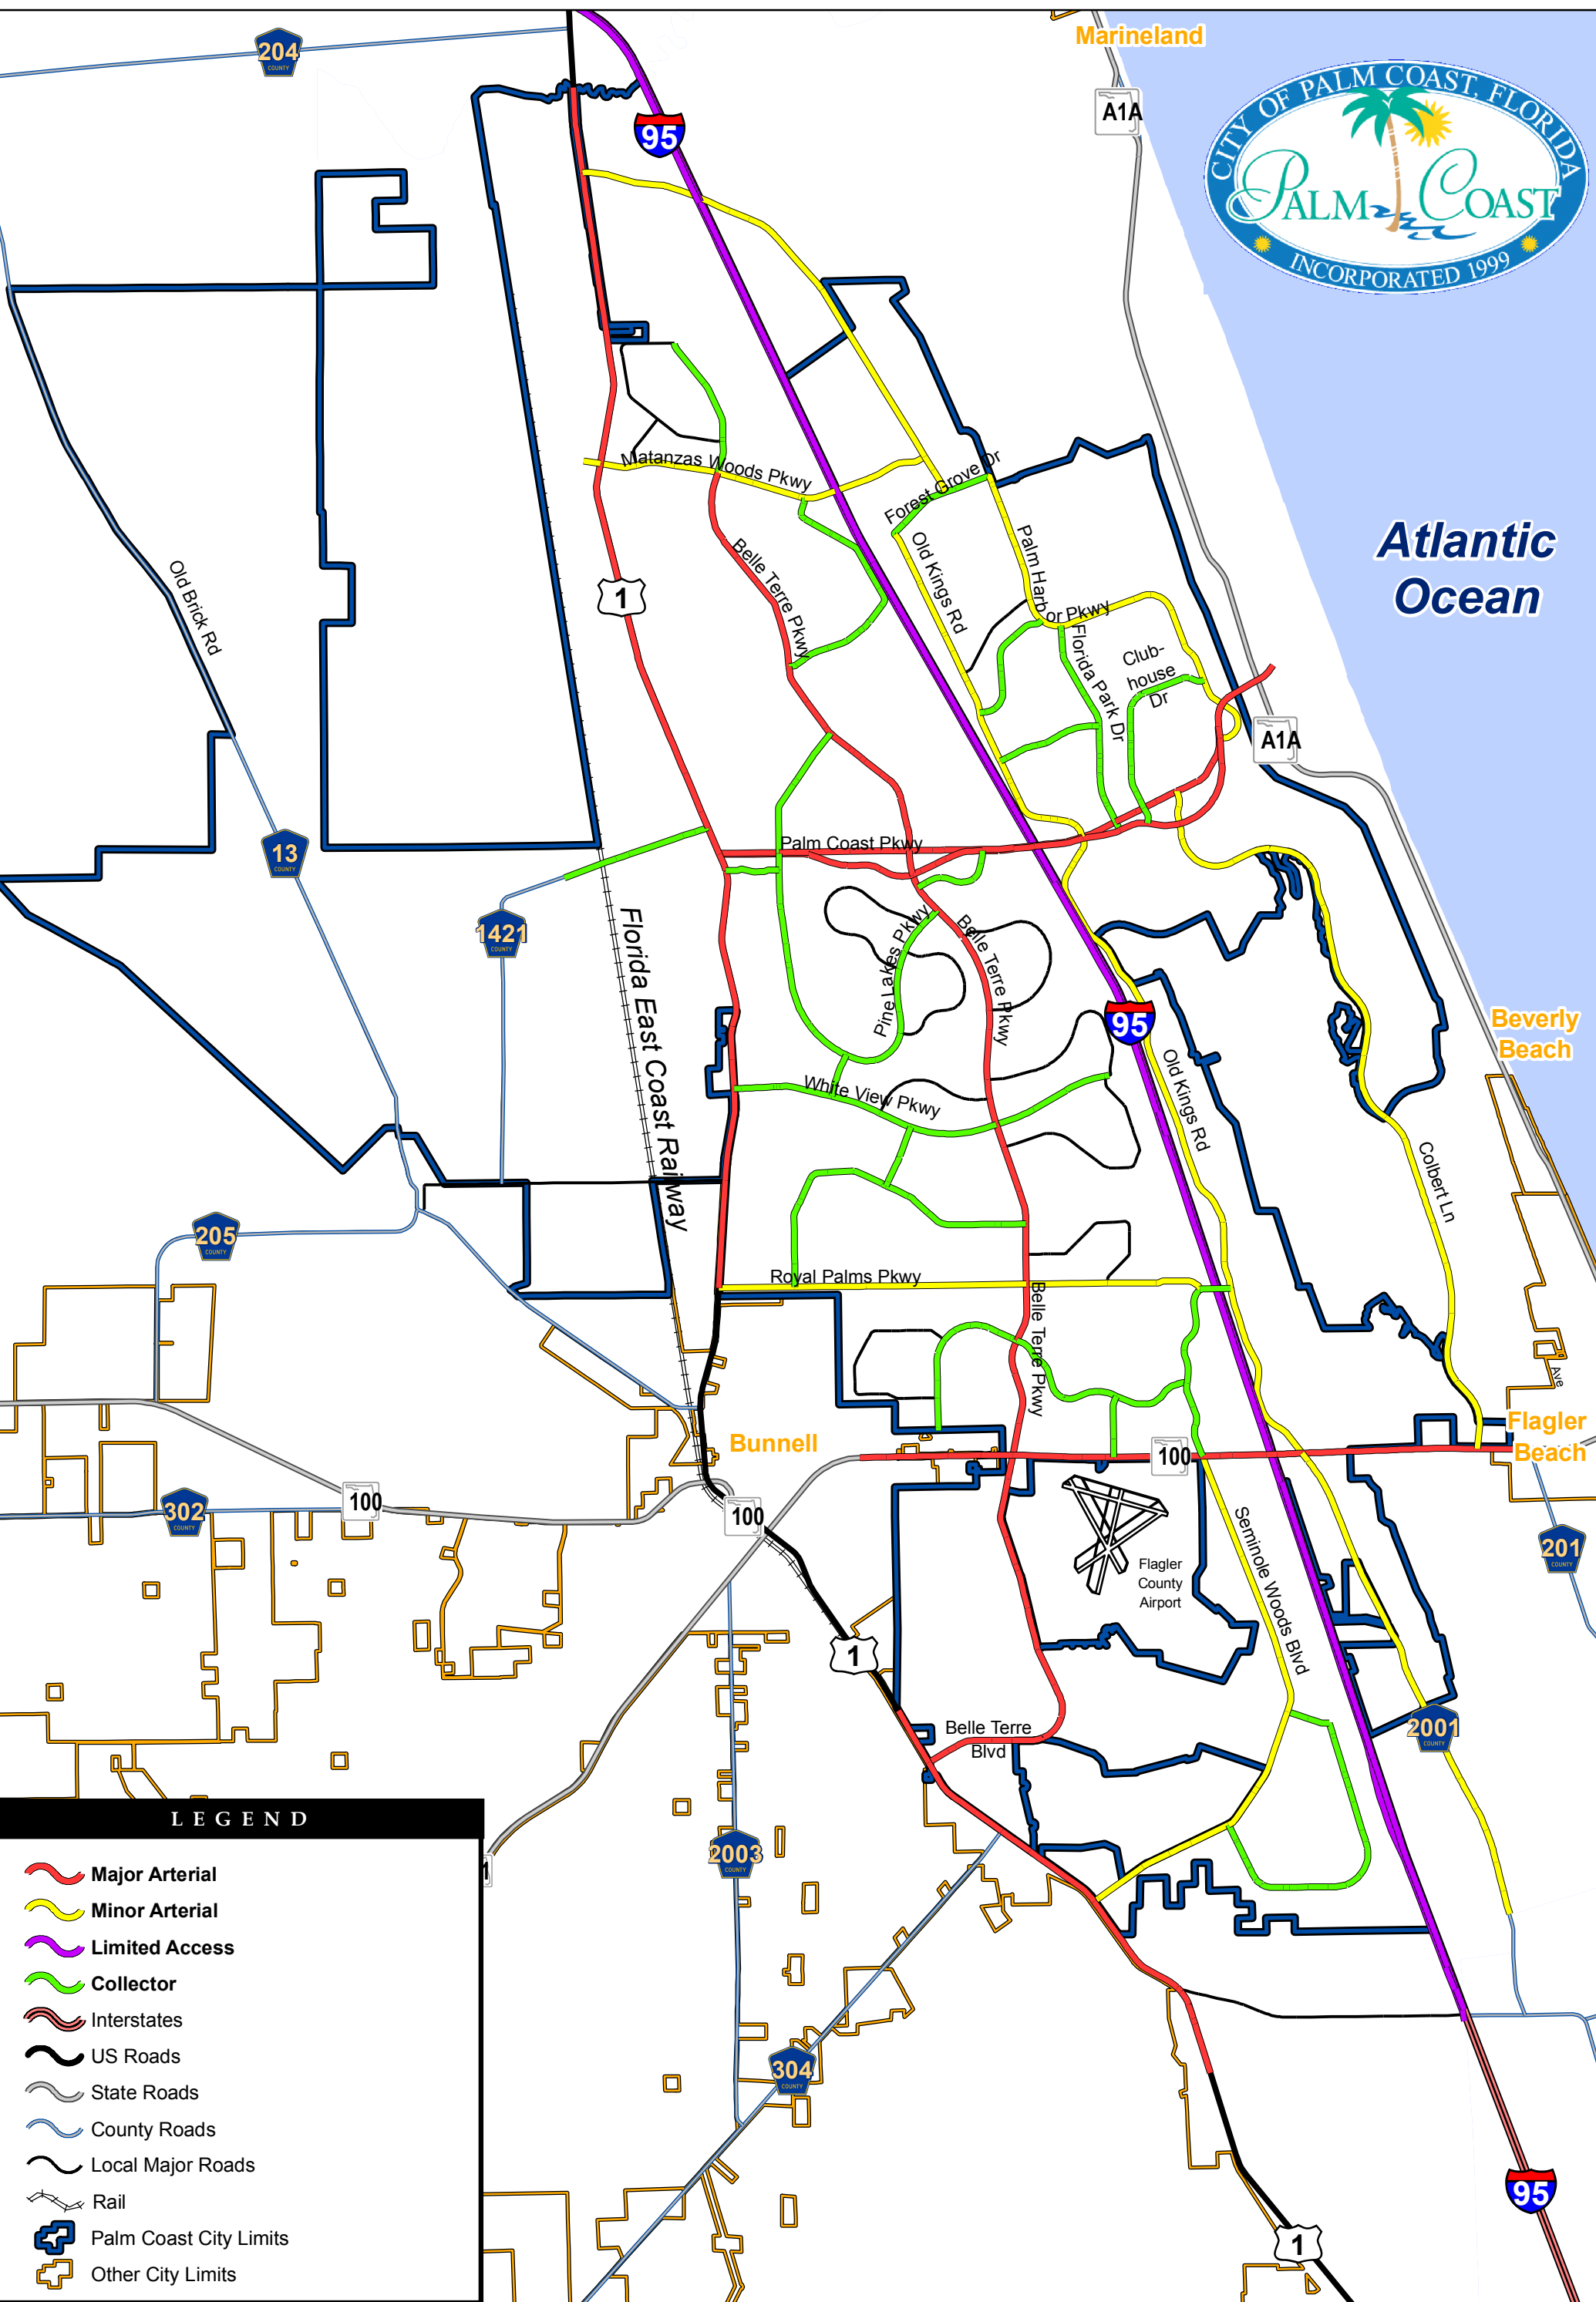 Marineland
204
COUNTY
95
A1A
CITY OF PALM COAST, FLORIDA
PALM COAST
INCORPORATED 1999
Matanzas Woods Pkwy
Forest Grove Dr
Atlantic
Ocean
Old Brick Rd
1
Belle Terre Pkwy
Old Kings Rd
Palm Harbor Pkwy
Florida Park Dr
Club-
house
Dr
A1A
13
COUNTY
Palm Coast Pkwy
1421
COUNTY
Florida East Coast Railway
Pine Lakes Pkwy
Belle Terre Pkwy
95
Beverly
Beach
Old Kings Rd
White View Pkwy
Colbert Ln
205
COUNTY
Royal Palms Pkwy
Belle Terre Pkwy
Ave
Bunnell
Flagler
Beach
100
302
COUNTY
100
100
201
COUNTY
Seminole Woods Blvd
Flagler
County
Airport
1
Belle Terre
Blvd
2001
COUNTY
2003
COUNTY
304
COUNTY
95
1
LEGEND
Major Arterial
Minor Arterial
Limited Access
Collector
Interstates
US Roads
State Roads
County Roads
Local Major Roads
Rail
Palm Coast City Limits
Other City Limits